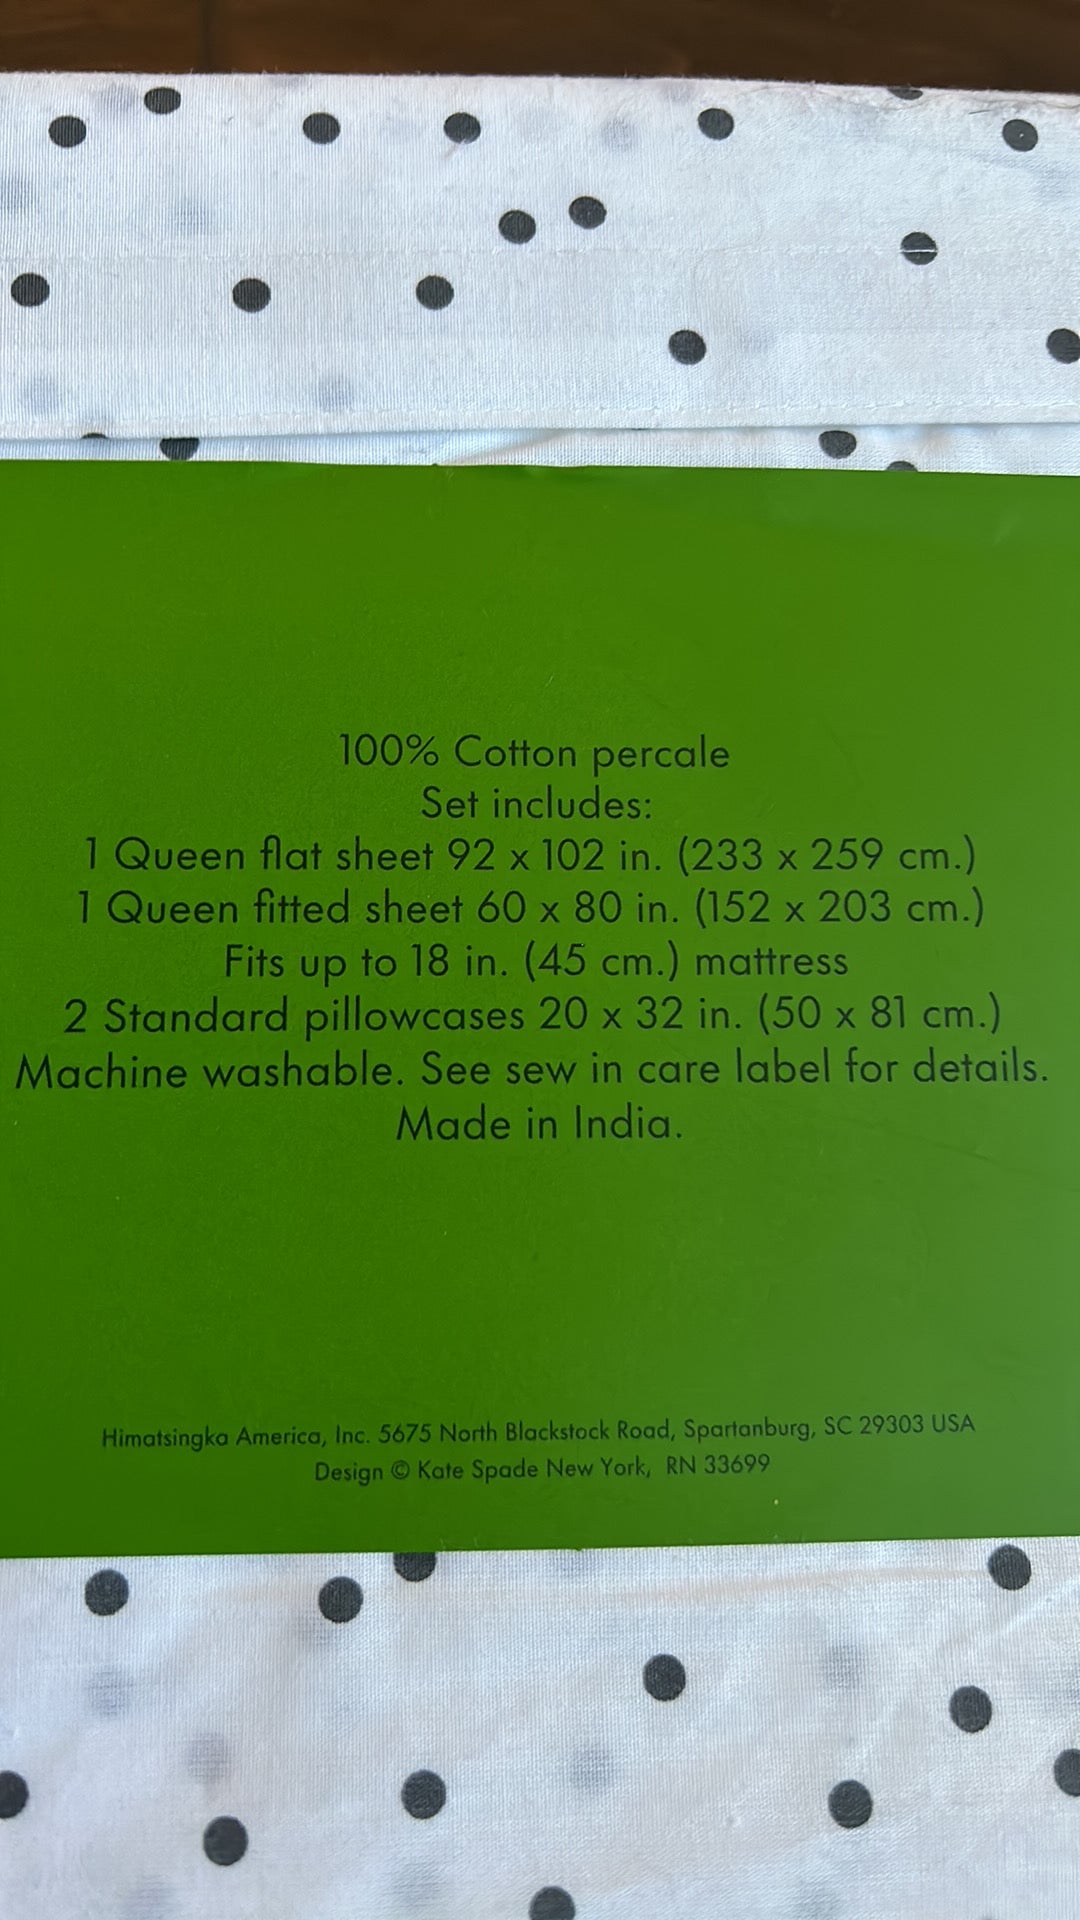 100% Cotton percale
Set includes:
1 Queen flat sheet 92 x 102 in. (233 x 259 cm.)
1 Queen fitted sheet 60 x 80 in. (152 x 203 cm.)
Fits up to 18 in. (45 cm.) mattress
2 Standard pillowcases 20 x 32 in. (50 x 81 cm.)
Machine washable. See sew in care label for details.
Made in India.
Himatsingka America, Inc. 5675 North Blackstock Road, Spartanburg, SC 29303 USA
Design © Kate Spade New York, RN 33699